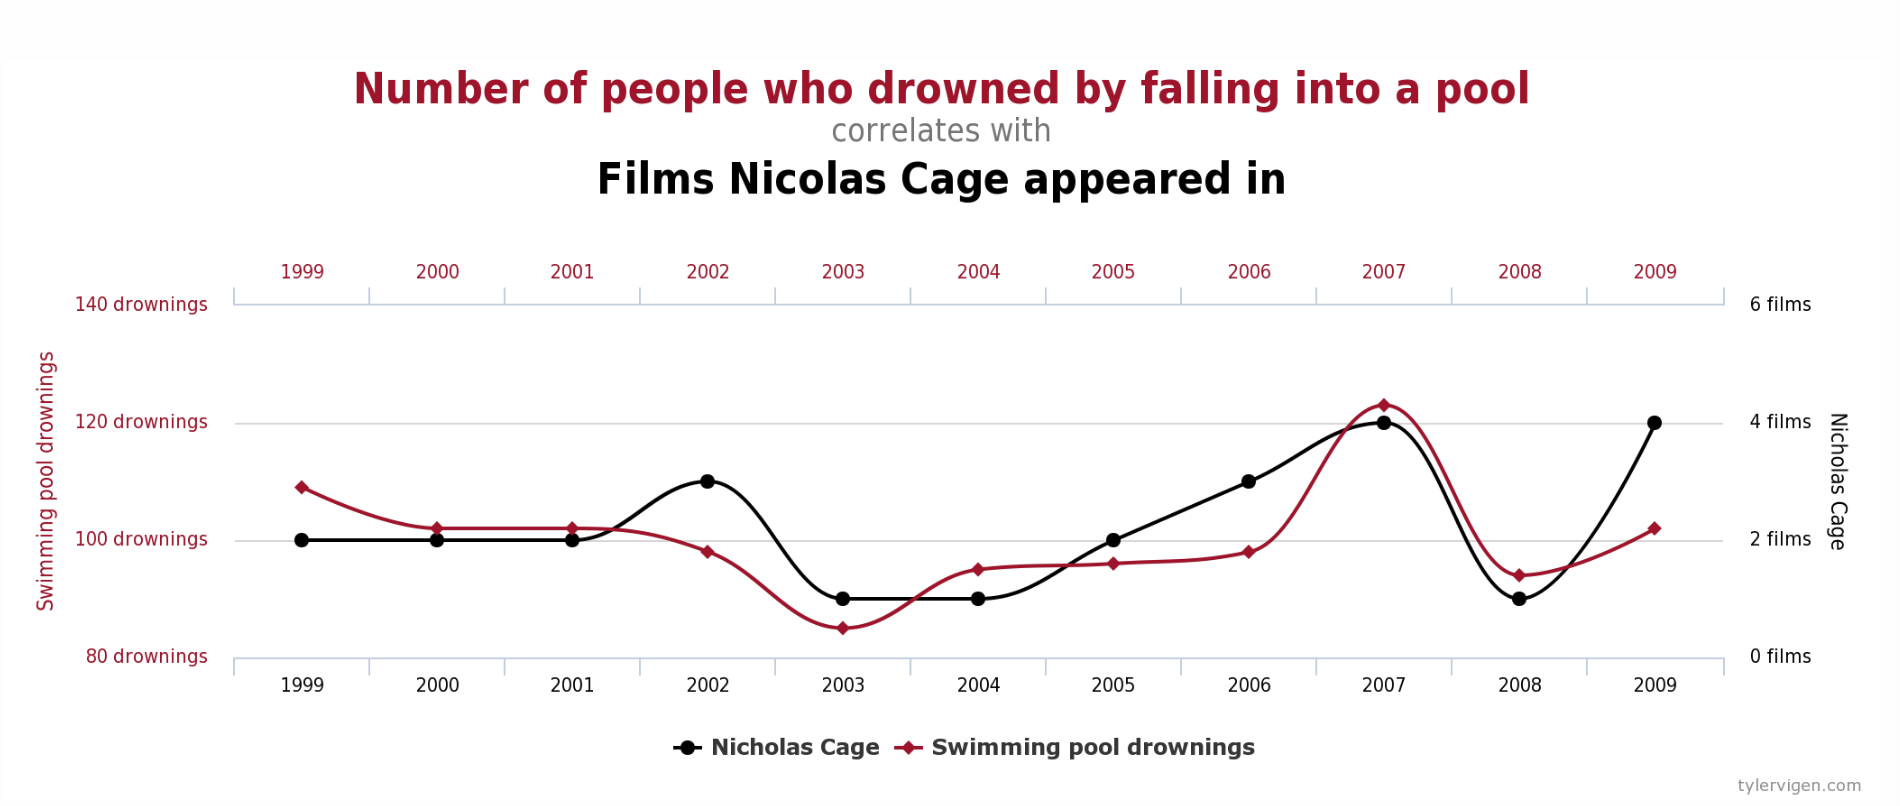 Number of people who drowned by falling into a pool
correlates with
Films Nicolas Cage appeared in
1999 2000 2001 2002 2003 2004 2005 2006 2007 2008 2009
140 drownings 6 films
120 drownings 4 films
100 drownings 2 films
80 drownings 0 films
Swimming pool drownings
Nicholas Cage
1999 2000 2001 2002 2003 2004 2005 2006 2007 2008 2009
Nicholas Cage Swimming pool drownings
tylervigen.com